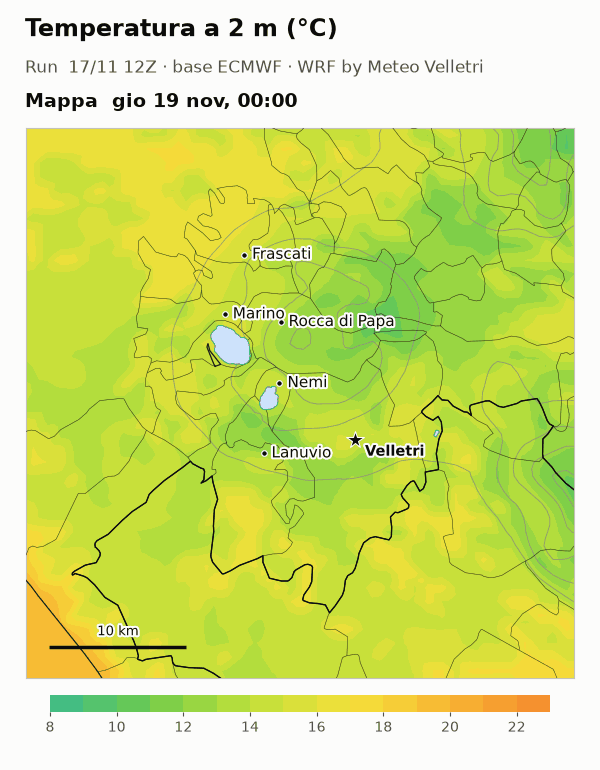 Temperatura a 2 m (°C)
Run  17/11 12Z · base ECMWF · WRF by Meteo Velletri
Mappa  gio 19 nov, 00:00
Frascati
Marino
Rocca di Papa
Nemi
Velletri
Lanuvio
10 km
8 10 12 14 16 18 20 22